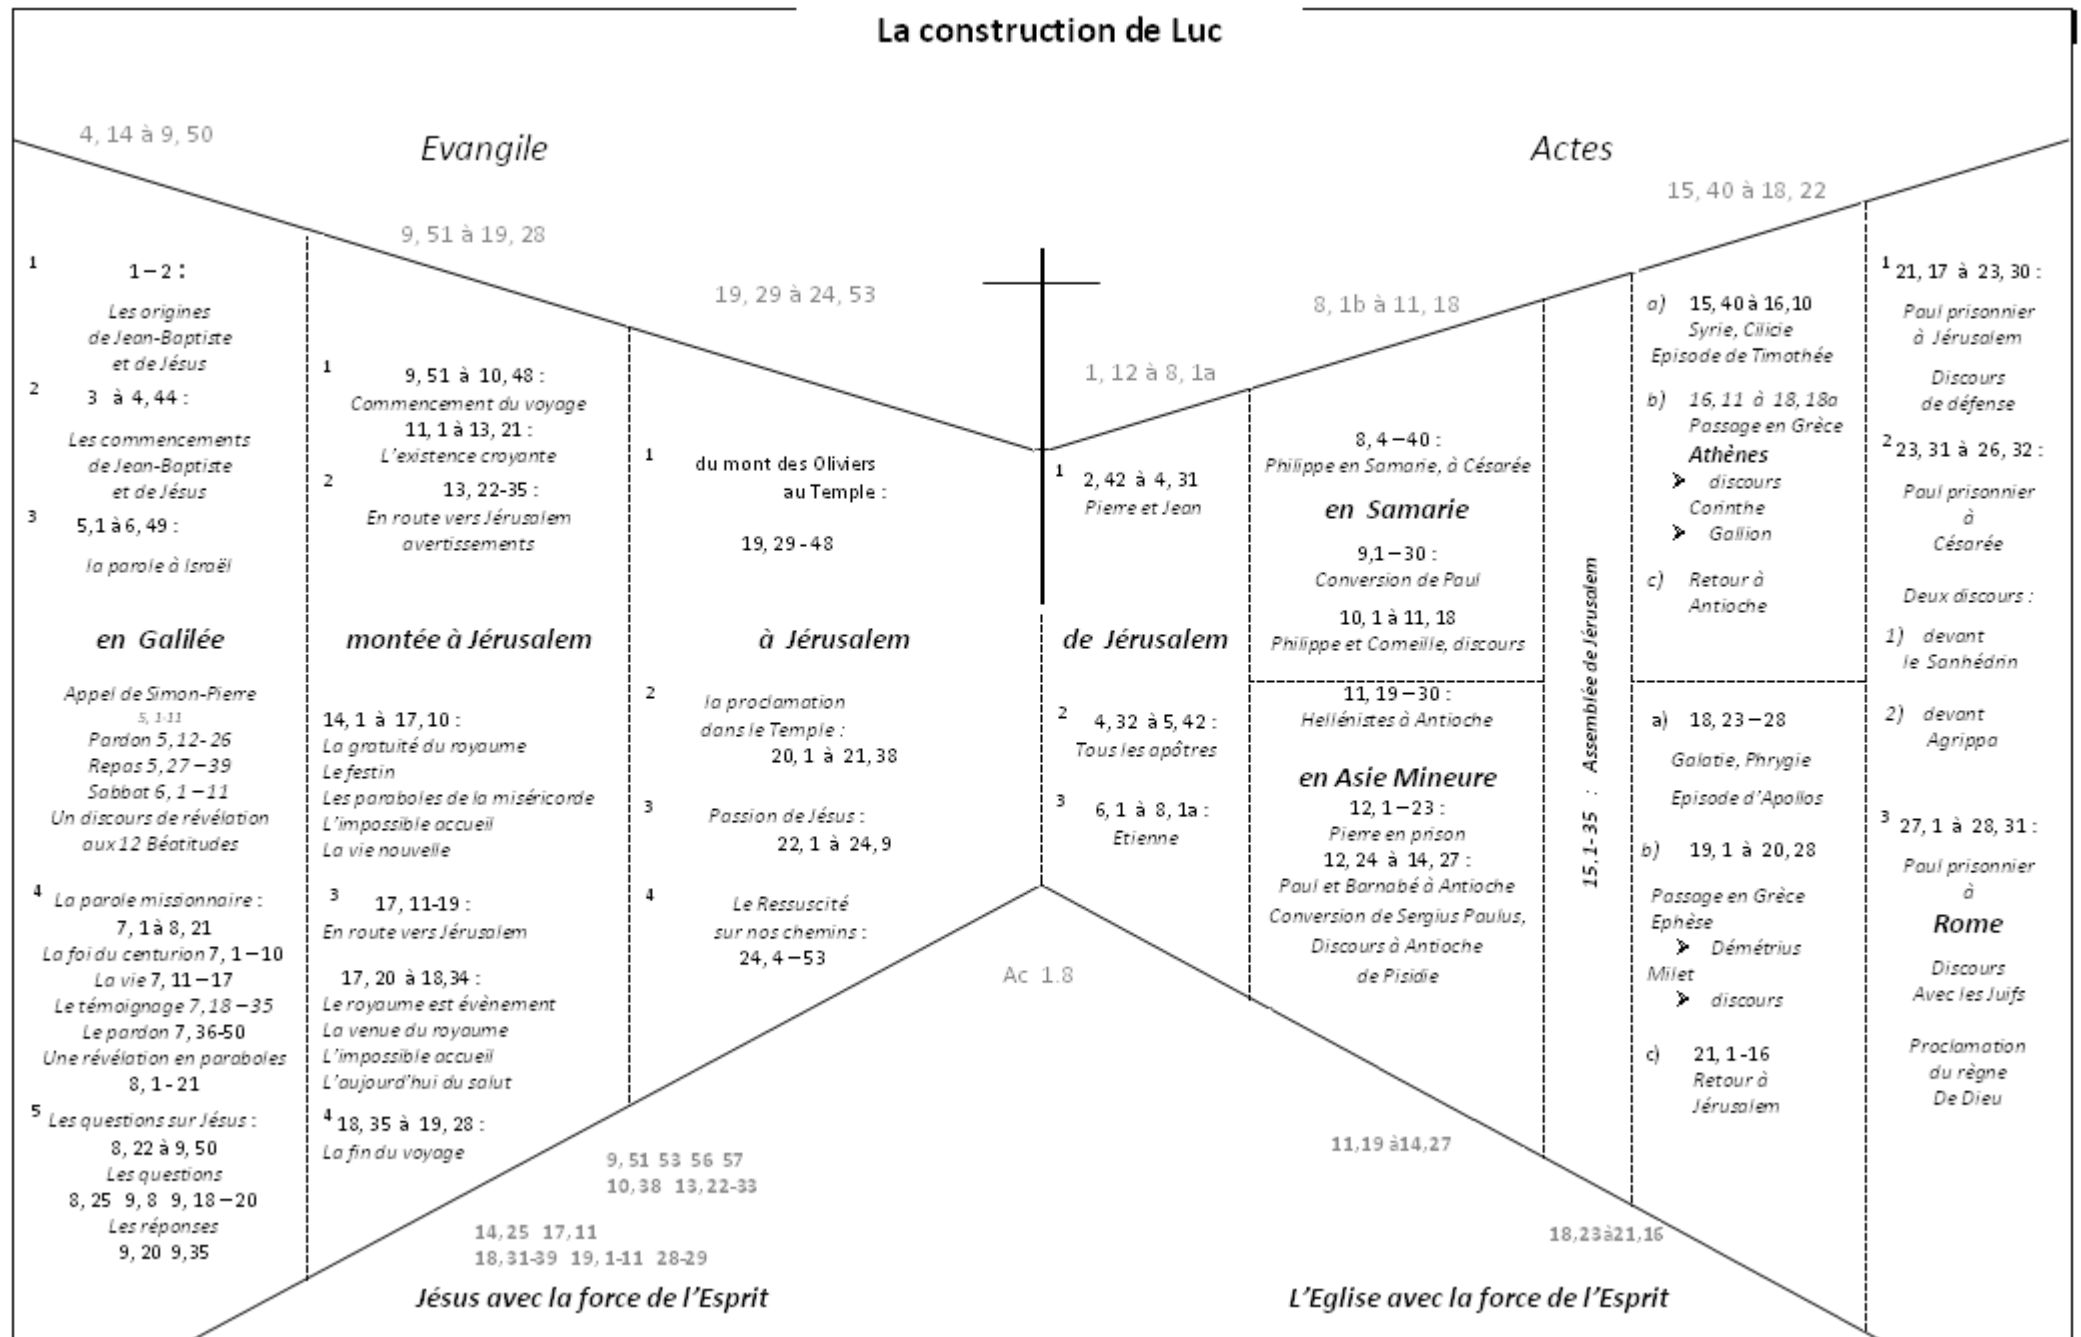 La construction de Luc
Evangile
Actes
4, 14 à 9, 50
1
1 – 2 :
Les origines
de Jean-Baptiste
et de Jésus
2
3 à 4, 44 :
Les commencements
de Jean-Baptiste
et de Jésus
3
5,1 à 6, 49 :
la parole à Israël
en Galilée
Appel de Simon-Pierre
5, 1-11
Pardon 5, 12- 26
Repas 5, 27 – 39
Sabbat 6, 1 – 11
Un discours de révélation
aux 12 Béatitudes
4
La parole missionnaire :
7, 1 à 8, 21
La foi du centurion 7, 1 – 10
La vie 7, 11 – 17
Le témoignage 7, 18 – 35
Le pardon 7, 36-50
Une révélation en paraboles
8, 1- 21
5
Les questions sur Jésus :
8, 22 à 9, 50
Les questions
8, 25 9, 8 9, 18 – 20
Les réponses
9, 20 9,35
9, 51 à 19, 28
1
9, 51 à 10, 48 :
Commencement du voyage
11, 1 à 13, 21 :
L'existence croyante
2
13, 22-35 :
En route vers Jérusalem
avertissements
montée à Jérusalem
14, 1 à 17, 10 :
La gratuité du royaume
Le festin
Les paraboles de la miséricorde
L'impossible accueil
La vie nouvelle
3
17, 11-19 :
En route vers Jérusalem
17, 20 à 18,34 :
Le royaume est évènement
La venue du royaume
L'impossible accueil
L'aujourd'hui du salut
4
18, 35 à 19, 28 :
La fin du voyage
19, 29 à 24, 53
1
du mont des Oliviers
au Temple :
19, 29 - 48
à Jérusalem
2
la proclamation
dans le Temple :
20, 1 à 21, 38
3
Passion de Jésus :
22, 1 à 24, 9
4
Le Ressuscité
sur nos chemins :
24, 4 – 53
9, 51 53 56 57
10, 38 13, 22-33
14, 25 17, 11
18, 31-39 19, 1-11 28-29
Jésus avec la force de l'Esprit
Ac 1.8
1, 12 à 8, 1a
1
2, 42 à 4, 31
Pierre et Jean
de Jérusalem
2
4, 32 à 5, 42 :
Tous les apôtres
3
6, 1 à 8, 1a :
Etienne
8, 1b à 11, 18
8, 4 – 40 :
Philippe en Samarie, à Césarée
en Samarie
9,1 – 30 :
Conversion de Paul
10, 1 à 11, 18
Philippe et Corneille, discours
11, 19 – 30 :
Hellénistes à Antioche
en Asie Mineure
12, 1 – 23 :
Pierre en prison
12, 24 à 14, 27 :
Paul et Barnabé à Antioche
Conversion de Sergius Paulus,
Discours à Antioche
de Pisidie
11,19 à14,27
15, 1- 35 : Assemblée de Jérusalem
15, 40 à 18, 22
a) 15, 40 à 16,10
Syrie, Cilicie
Episode de Timothée
b) 16, 11 à 18, 18a
Passage en Grèce
Athènes
➢ discours
Corinthe
➢ Gallion
c) Retour à
Antioche
a) 18, 23 – 28
Galatie, Phrygie
Episode d'Apollos
b) 19, 1 à 20, 28
Passage en Grèce
Ephèse
➢ Démétrius
Milet
➢ discours
c) 21, 1 -16
Retour à
Jérusalem
18,23à21,16
1
21, 17 à 23, 30 :
Paul prisonnier
à Jérusalem
Discours
de défense
2
23, 31 à 26, 32 :
Paul prisonnier
à
Césarée
Deux discours :
1) devant
le Sanhédrin
2) devant
Agrippa
3
27, 1 à 28, 31 :
Paul prisonnier
à
Rome
Discours
Avec les Juifs
Proclamation
du règne
De Dieu
L'Eglise avec la force de l'Esprit